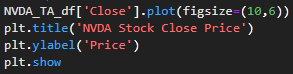 NVDA_TA_df['Close'].plot(figsize=(10,6))
plt.title('NVDA Stock Close Price')
plt.ylabel('Price')
plt.show